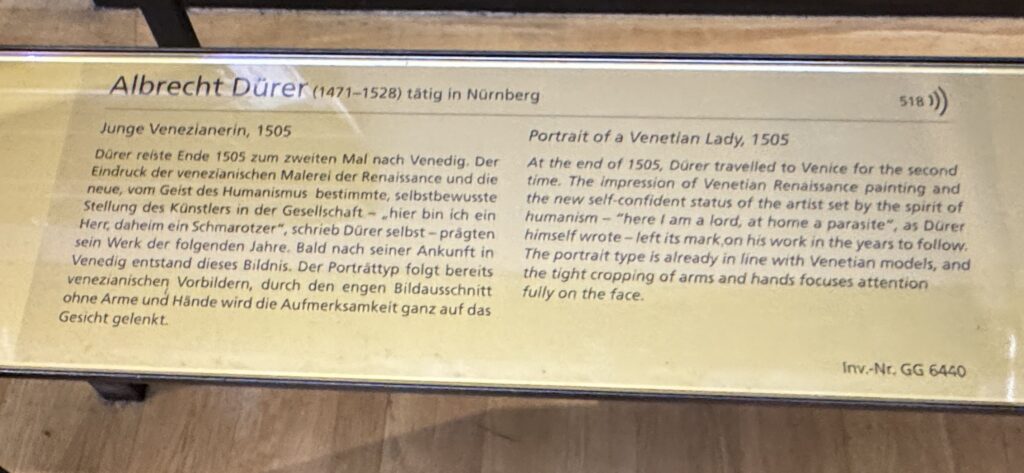 Albrecht Dürer (1471–1528) tätig in Nürnberg
518
Junge Venezianerin, 1505
Dürer reiste Ende 1505 zum zweiten Mal nach Venedig. Der
Eindruck der venezianischen Malerei der Renaissance und die
neue, vom Geist des Humanismus bestimmte, selbstbewusste
Stellung des Künstlers in der Gesellschaft – „hier bin ich ein
Herr, daheim ein Schmarotzer“, schrieb Dürer selbst – prägten
sein Werk der folgenden Jahre. Bald nach seiner Ankunft in
Venedig entstand dieses Bildnis. Der Porträttyp folgt bereits
venezianischen Vorbildern, durch den engen Bildausschnitt
ohne Arme und Hände wird die Aufmerksamkeit ganz auf das
Gesicht gelenkt.
Portrait of a Venetian Lady, 1505
At the end of 1505, Dürer travelled to Venice for the second
time. The impression of Venetian Renaissance painting and
the new self-confident status of the artist set by the spirit of
humanism – “here I am a lord, at home a parasite”, as Dürer
himself wrote – left its mark on his work in the years to follow.
The portrait type is already in line with Venetian models, and
the tight cropping of arms and hands focuses attention
fully on the face.
Inv.-Nr. GG 6440